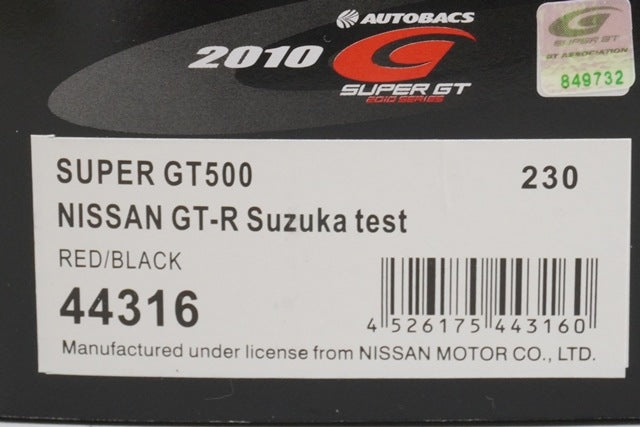 AUTOBACS
2010
SUPER GT
2010 SERIES
SUPER GT
GT ASSOCIATION
849732
SUPER GT500 230
NISSAN GT-R Suzuka test
RED/BLACK
44316
4 526175 443160
Manufactured under license from NISSAN MOTOR CO., LTD.